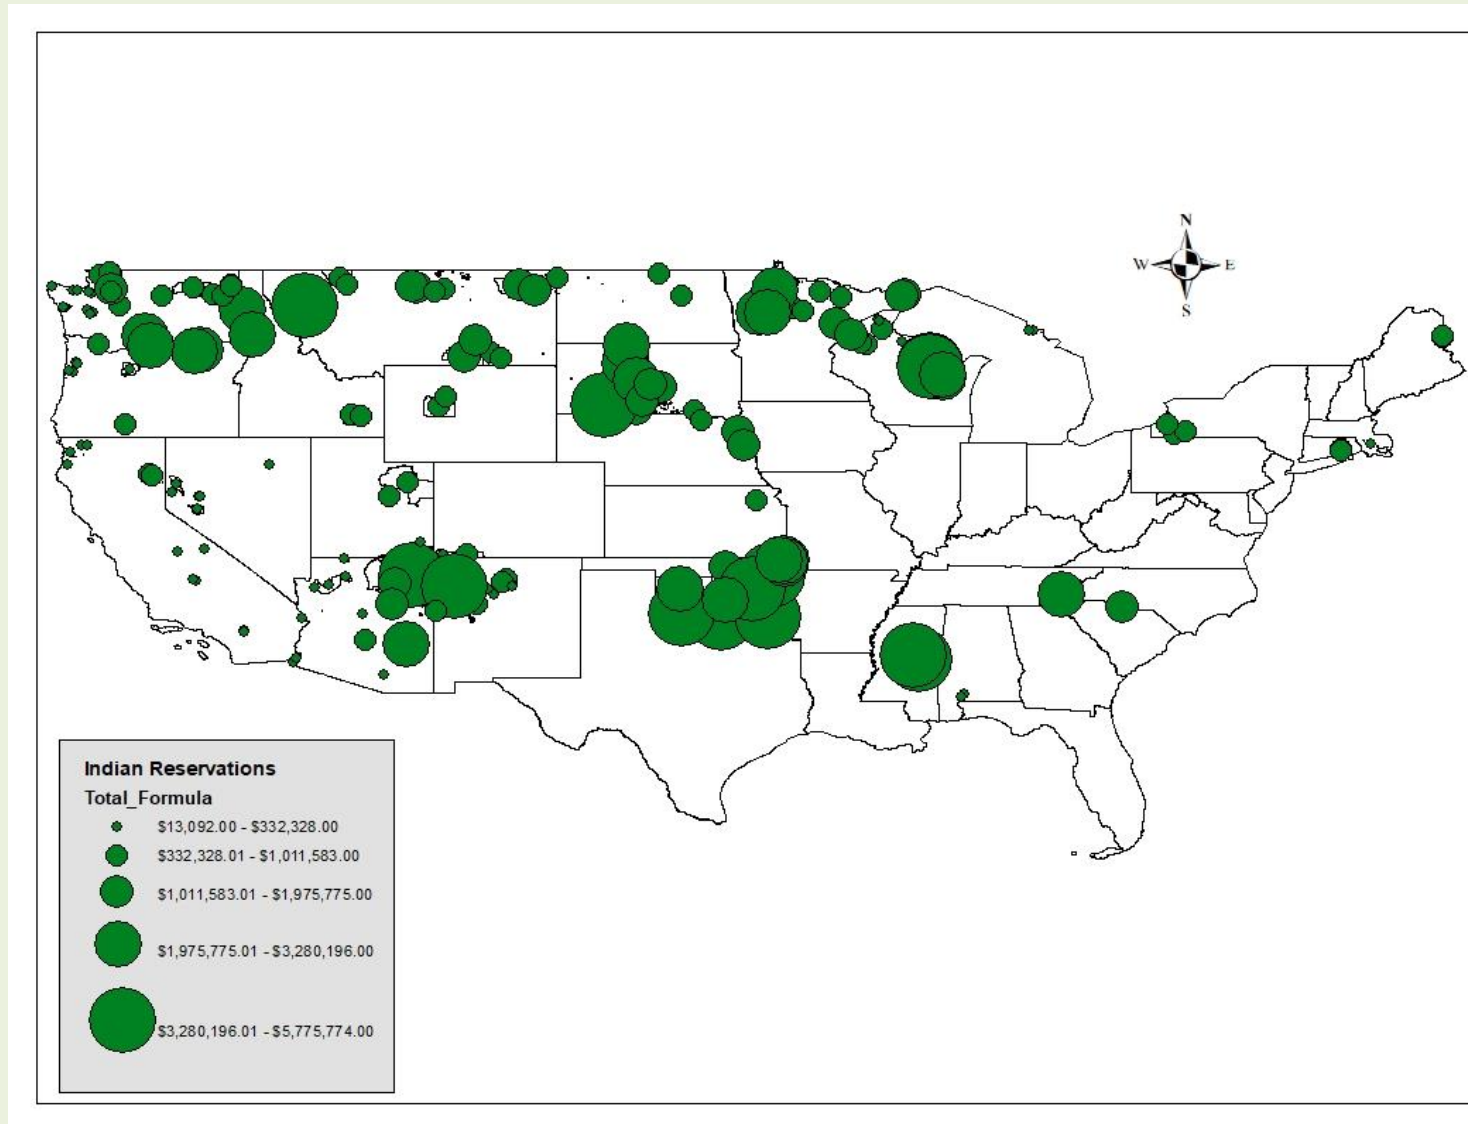 N
W E
S
Indian Reservations
Total_Formula
$13,092.00 - $332,328.00
$332,328.01 - $1,011,583.00
$1,011,583.01 - $1,975,775.00
$1,975,775.01 - $3,280,196.00
$3,280,196.01 - $5,775,774.00